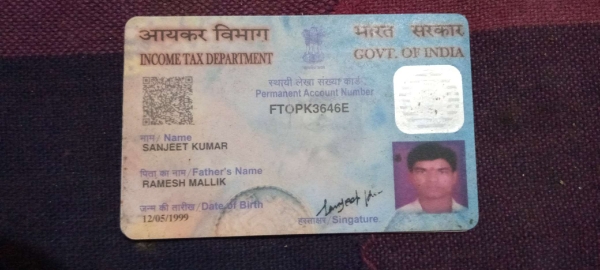 आयकर विभाग
INCOME TAX DEPARTMENT
भारत सरकार
GOVT. OF INDIA
स्थायी लेखा संख्या कार्ड
Permanent Account Number
FTOPK3646E
नाम / Name
SANJEET KUMAR
पिता का नाम / Father's Name
RAMESH MALLIK
जन्म की तारीख / Date of Birth
12/05/1999
Sanjeet
हस्ताक्षर Singature